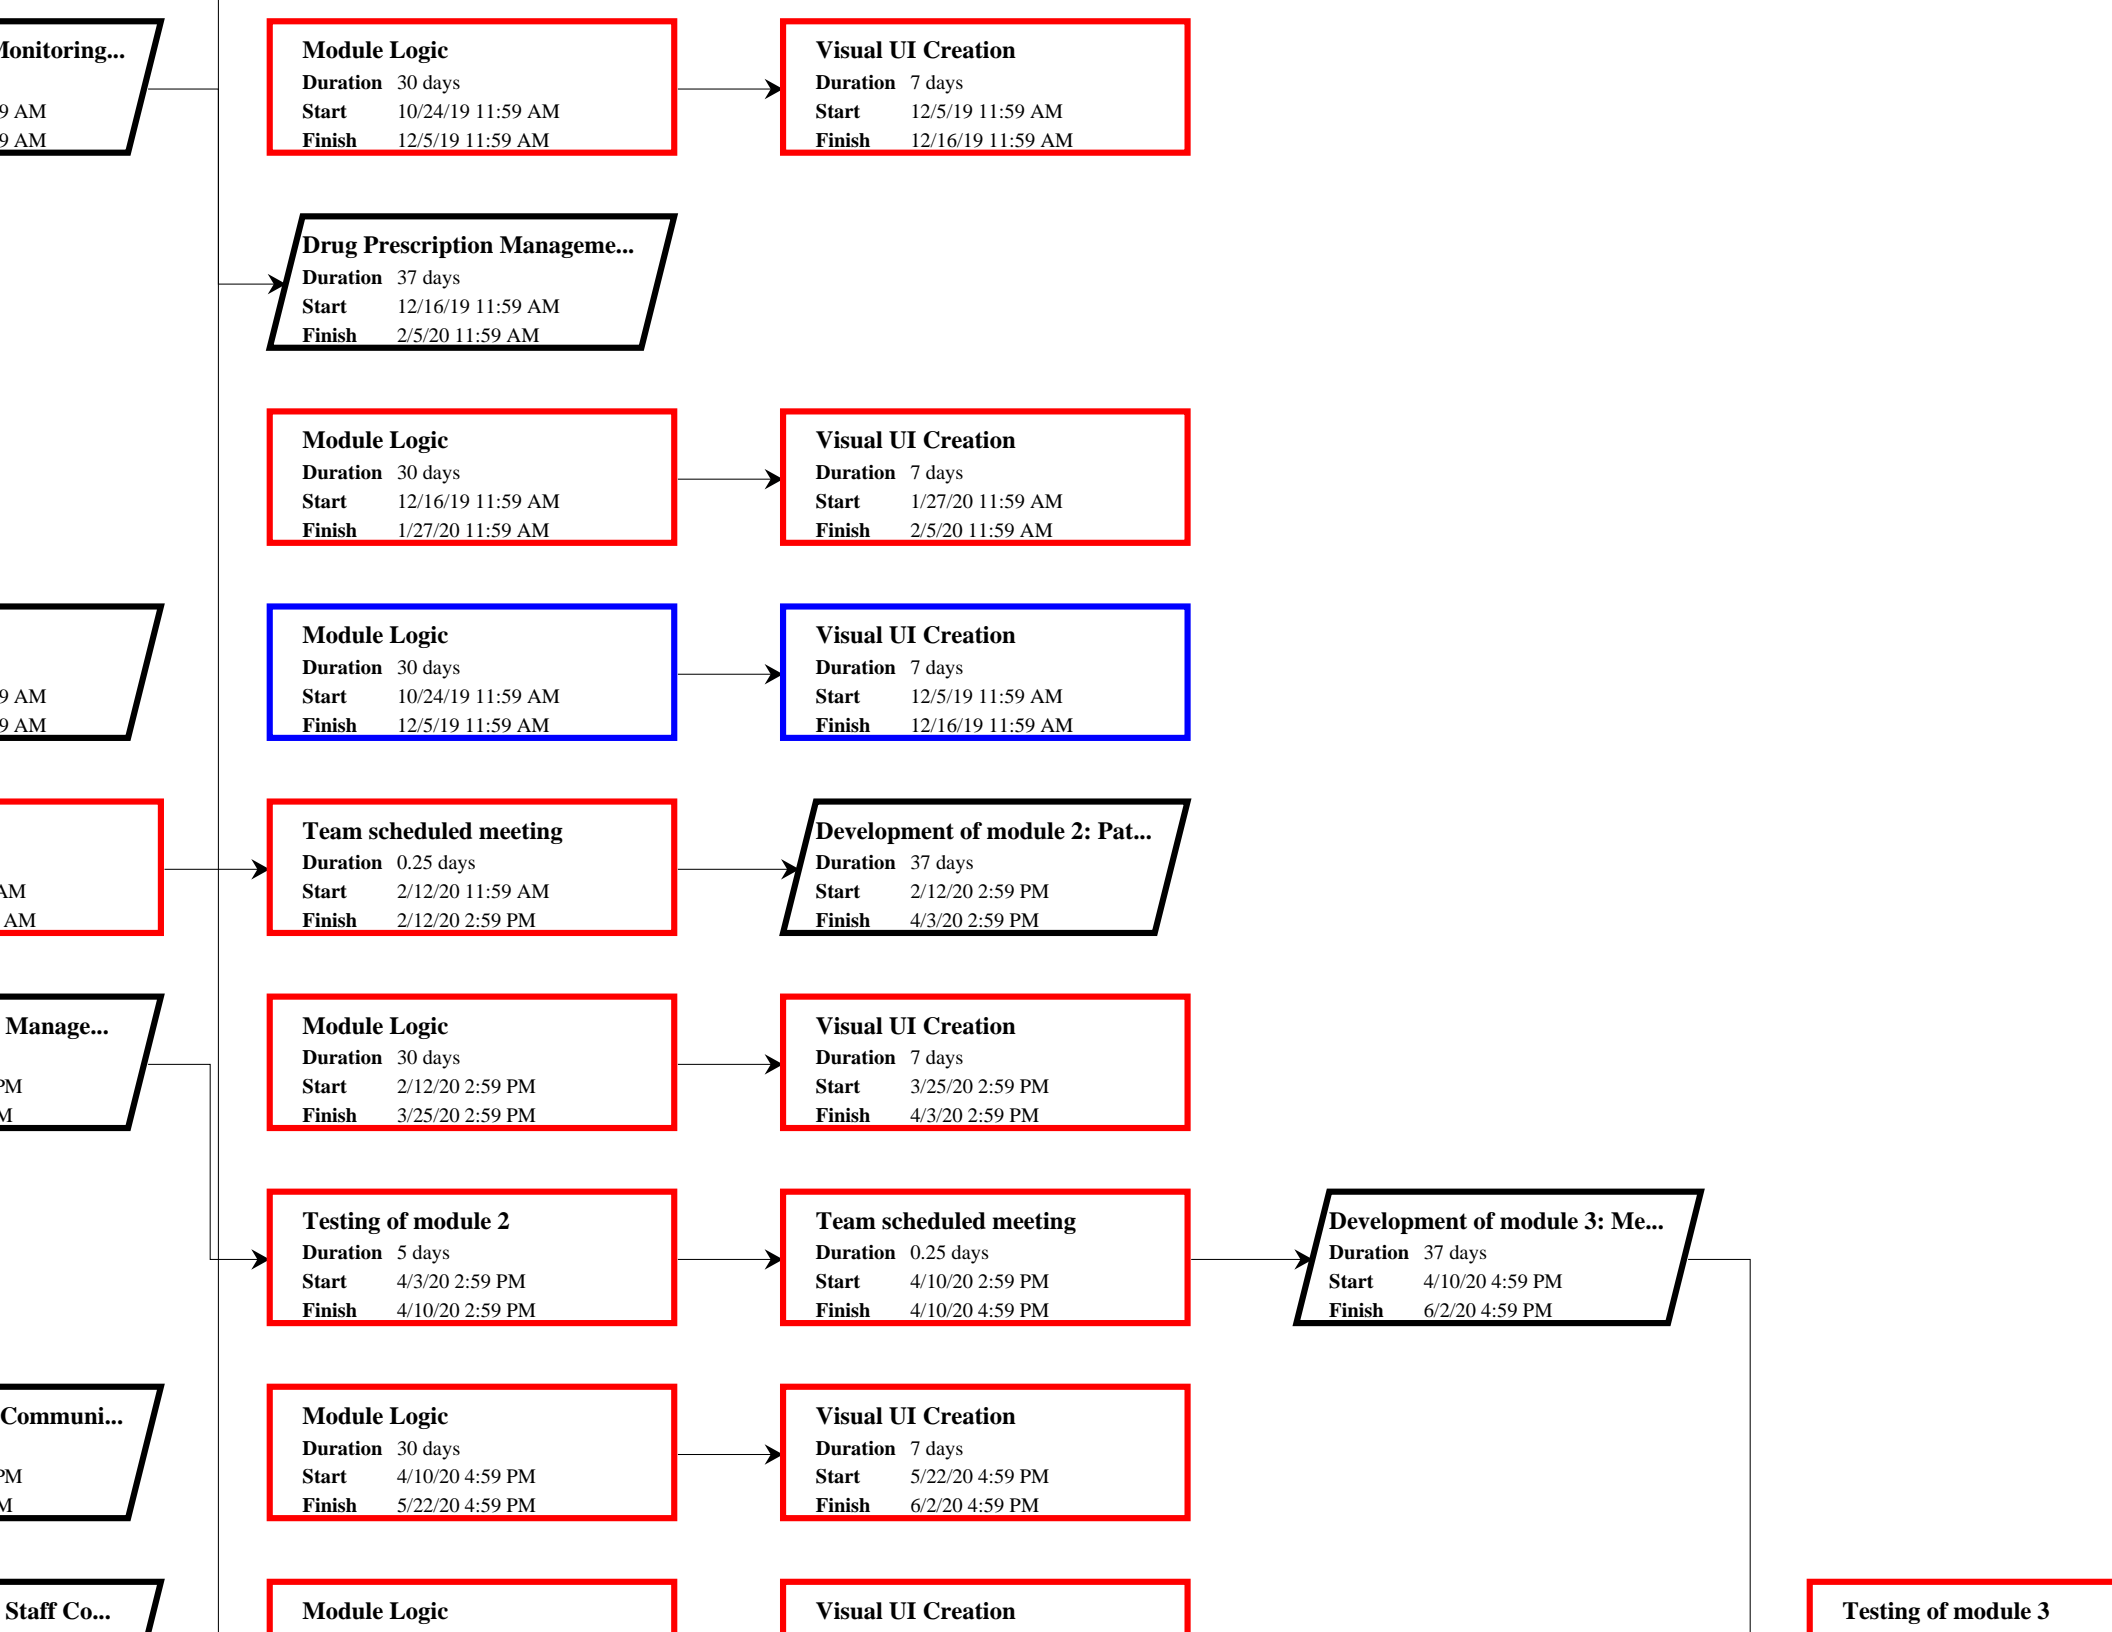 Monitoring...
9 AM
9 AM
Module Logic
Duration 30 days
Start 10/24/19 11:59 AM
Finish 12/5/19 11:59 AM
Visual UI Creation
Duration 7 days
Start 12/5/19 11:59 AM
Finish 12/16/19 11:59 AM
Drug Prescription Manageme...
Duration 37 days
Start 12/16/19 11:59 AM
Finish 2/5/20 11:59 AM
Module Logic
Duration 30 days
Start 12/16/19 11:59 AM
Finish 1/27/20 11:59 AM
Visual UI Creation
Duration 7 days
Start 1/27/20 11:59 AM
Finish 2/5/20 11:59 AM
9 AM
9 AM
Module Logic
Duration 30 days
Start 10/24/19 11:59 AM
Finish 12/5/19 11:59 AM
Visual UI Creation
Duration 7 days
Start 12/5/19 11:59 AM
Finish 12/16/19 11:59 AM
AM
AM
Team scheduled meeting
Duration 0.25 days
Start 2/12/20 11:59 AM
Finish 2/12/20 2:59 PM
Development of module 2: Pat...
Duration 37 days
Start 2/12/20 2:59 PM
Finish 4/3/20 2:59 PM
Manage...
PM
M
Module Logic
Duration 30 days
Start 2/12/20 2:59 PM
Finish 3/25/20 2:59 PM
Visual UI Creation
Duration 7 days
Start 3/25/20 2:59 PM
Finish 4/3/20 2:59 PM
Testing of module 2
Duration 5 days
Start 4/3/20 2:59 PM
Finish 4/10/20 2:59 PM
Team scheduled meeting
Duration 0.25 days
Start 4/10/20 2:59 PM
Finish 4/10/20 4:59 PM
Development of module 3: Me...
Duration 37 days
Start 4/10/20 4:59 PM
Finish 6/2/20 4:59 PM
Communi...
PM
M
Module Logic
Duration 30 days
Start 4/10/20 4:59 PM
Finish 5/22/20 4:59 PM
Visual UI Creation
Duration 7 days
Start 5/22/20 4:59 PM
Finish 6/2/20 4:59 PM
Staff Co...
Module Logic
Visual UI Creation
Testing of module 3